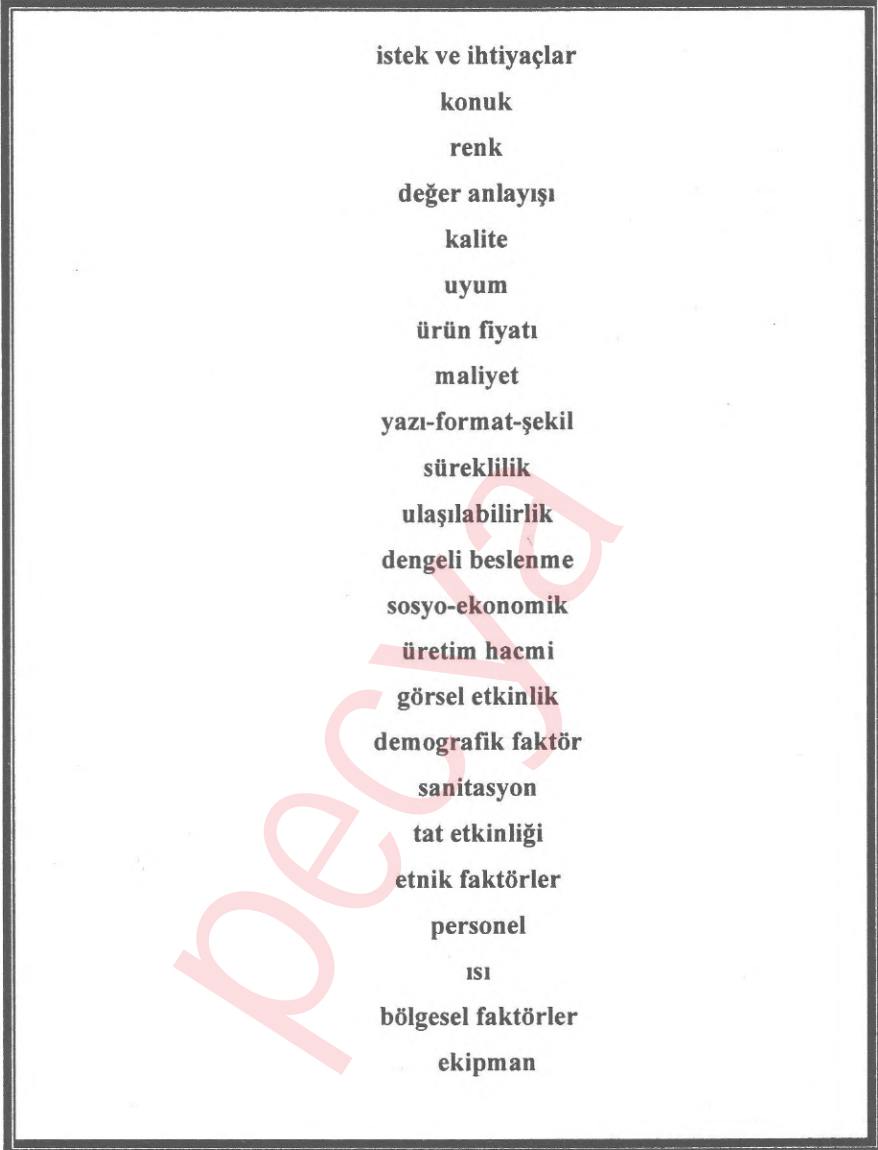 istek ve ihtiyaçlar
konuk
renk
değer anlayışı
kalite
uyum
ürün fiyatı
maliyet
yazı-format-şekil
süreklilik
ulaşılabilirlik
dengeli beslenme
sosyo-ekonomik
üretim hacmi
görsel etkinlik
demografik faktör
sanitasyon
tat etkinliği
etnik faktörler
personel
ısı
bölgesel faktörler
ekipman
pecya